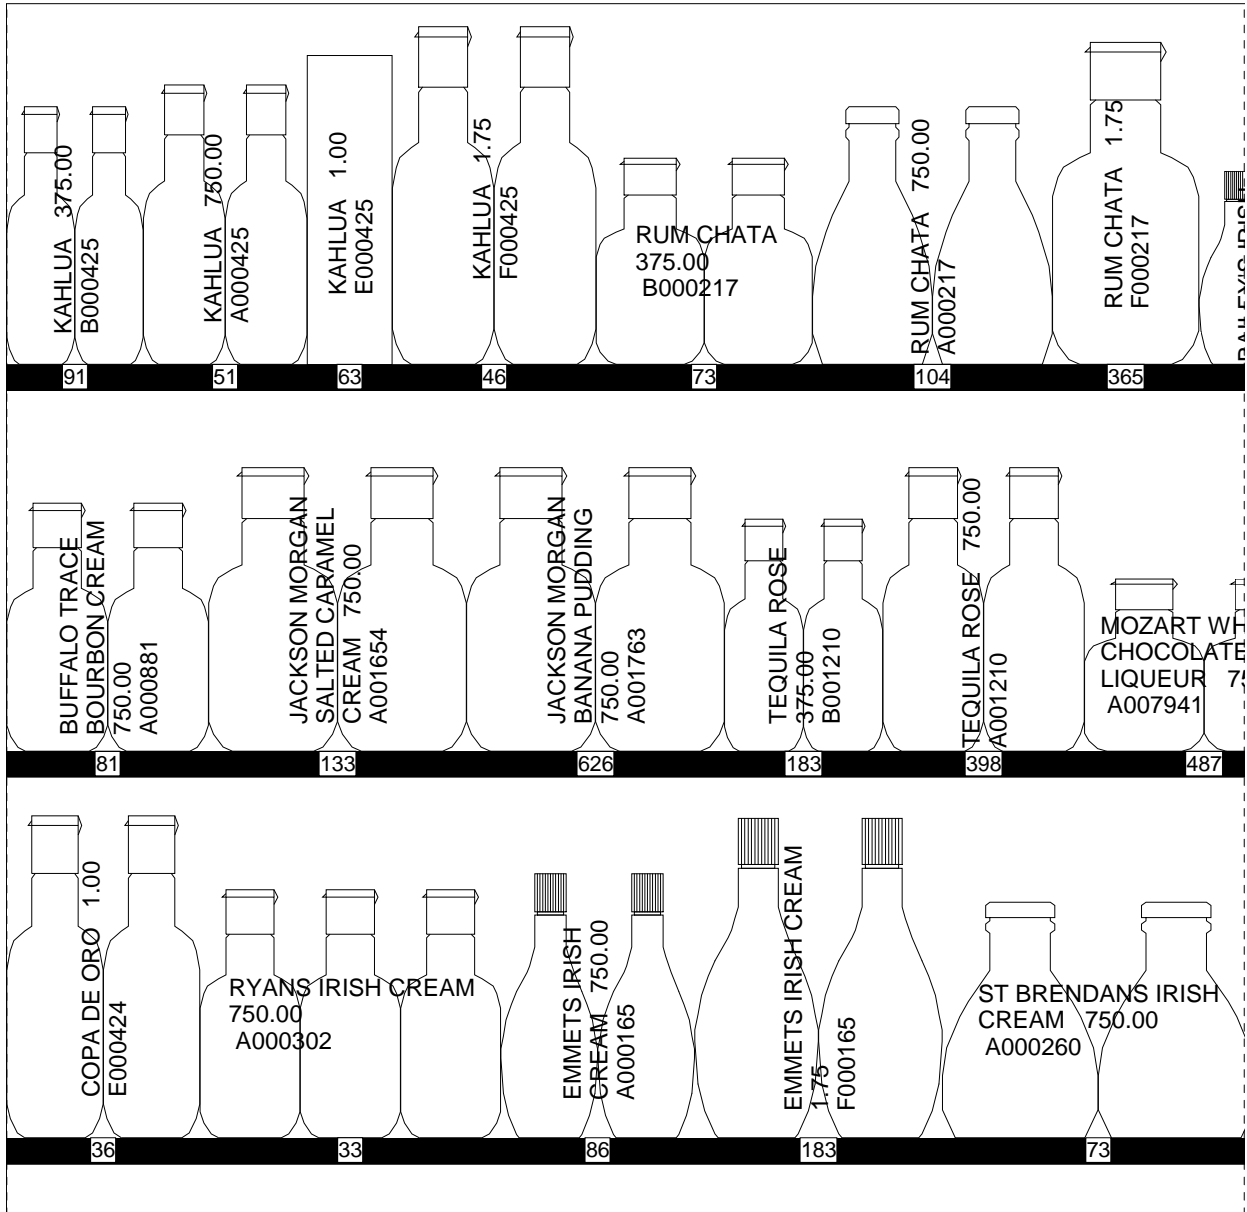 KAHLUA 375.00
B000425
KAHLUA 750.00
A000425
KAHLUA 1.00
E000425
KAHLUA 1.75
F000425
RUM CHATA
375.00
B000217
RUM CHATA 750.00
A000217
RUM CHATA 1.75
F000217
91
51
63
46
73
104
365
BUFFALO TRACE
BOURBON CREAM
750.00
A000881
JACKSON MORGAN
SALTED CARAMEL
CREAM 750.00
A001654
JACKSON MORGAN
BANANA PUDDING
750.00
A001763
TEQUILA ROSE
375.00
B001210
TEQUILA ROSE 750.00
A001210
MOZART WH
CHOCOLATE
LIQUEUR 75
A007941
81
133
626
183
398
487
COPA DE ORO 1.00
E000424
RYANS IRISH CREAM
750.00
A000302
EMMETS IRISH
CREAM 750.00
A000165
EMMETS IRISH CREAM
1.75
F000165
ST BRENDANS IRISH
CREAM 750.00
A000260
36
33
86
183
73